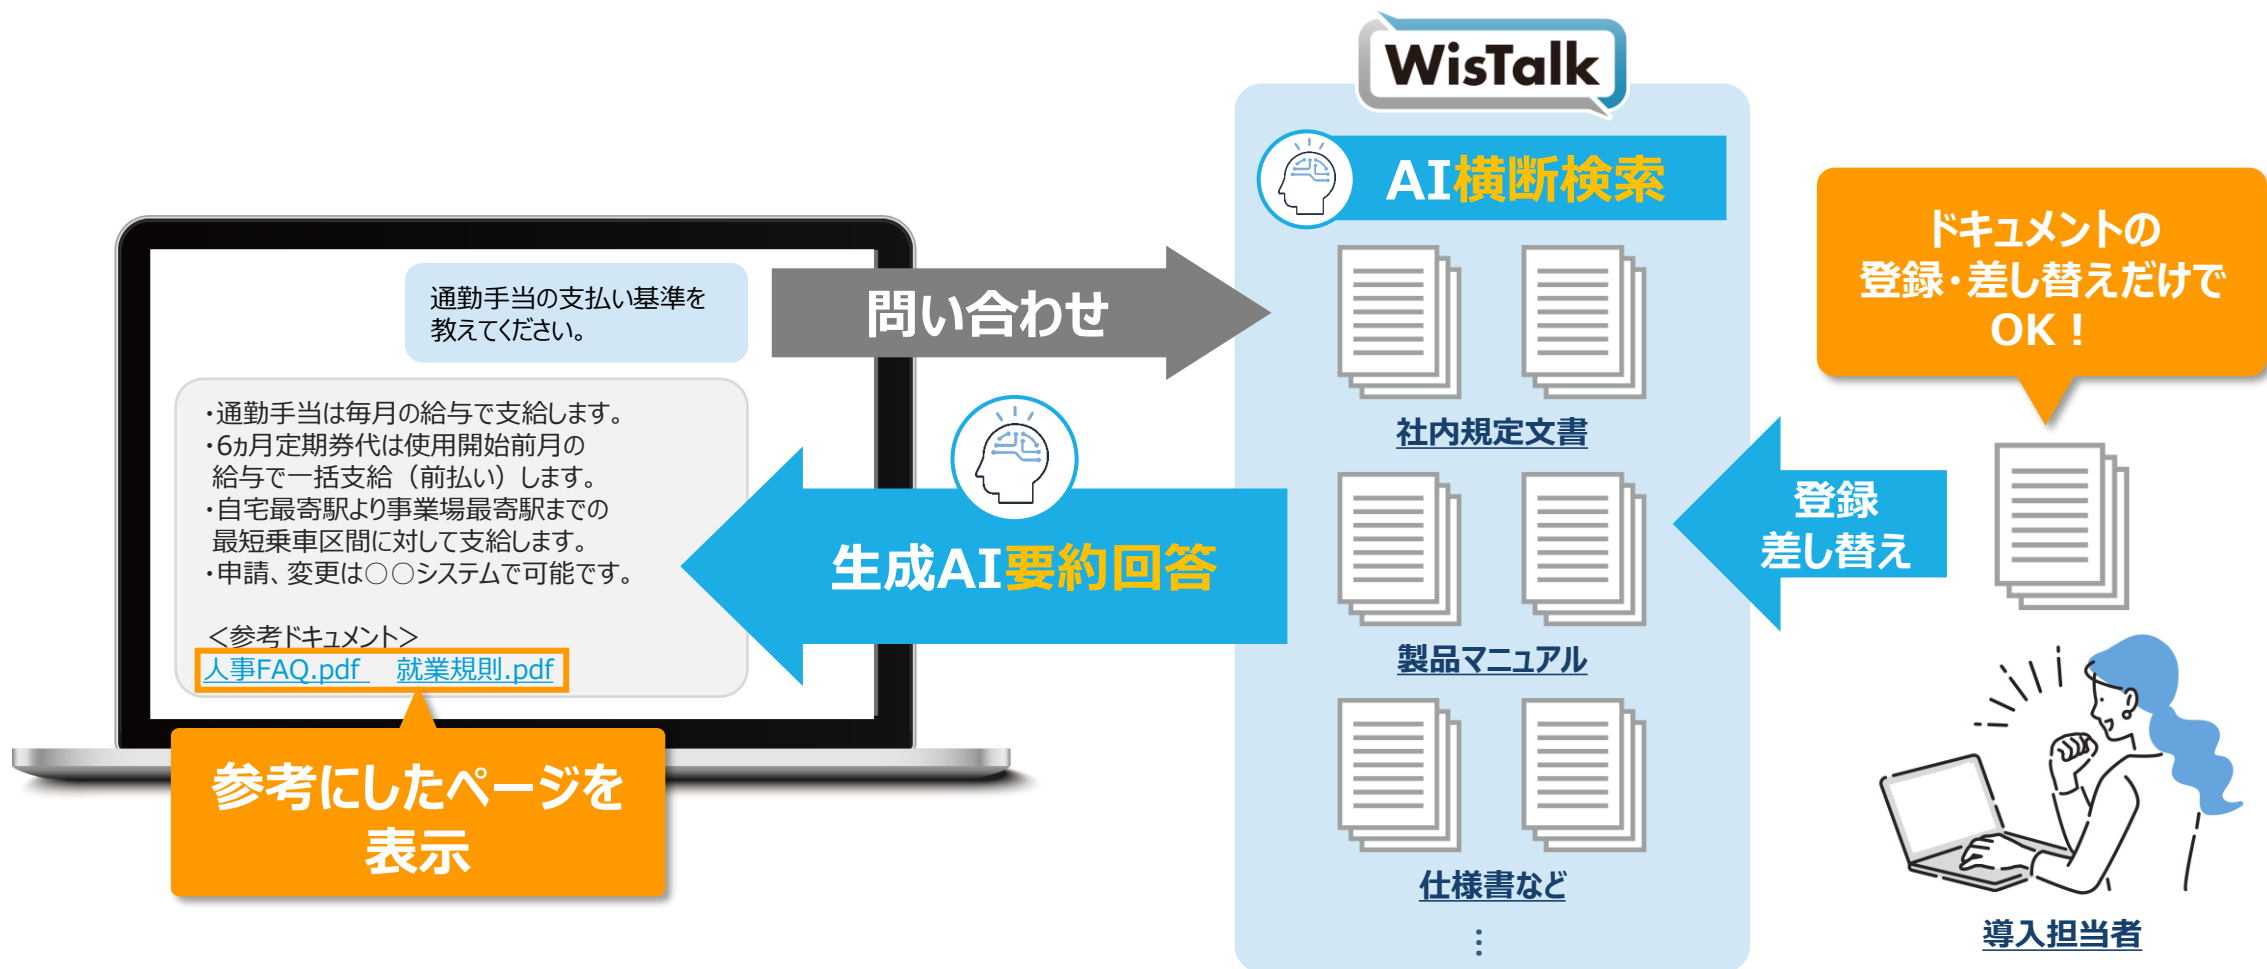 WisTalk
AI横断検索
通勤手当の支払い基準を
教えてください。
問い合わせ
・通勤手当は毎月の給与で支給します。
・6ヵ月定期券代は使用開始前月の
給与で一括支給（前払い）します。
・自宅最寄駅より事業場最寄駅までの
最短乗車区間に対して支給します。
・申請、変更は○○システムで可能です。
＜参考ドキュメント＞
人事FAQ.pdf 就業規則.pdf
参考にしたページを
表示
生成AI要約回答
社内規定文書
製品マニュアル
仕様書など
⋮
ドキュメントの
登録・差し替えだけで
OK！
登録
差し替え
導入担当者